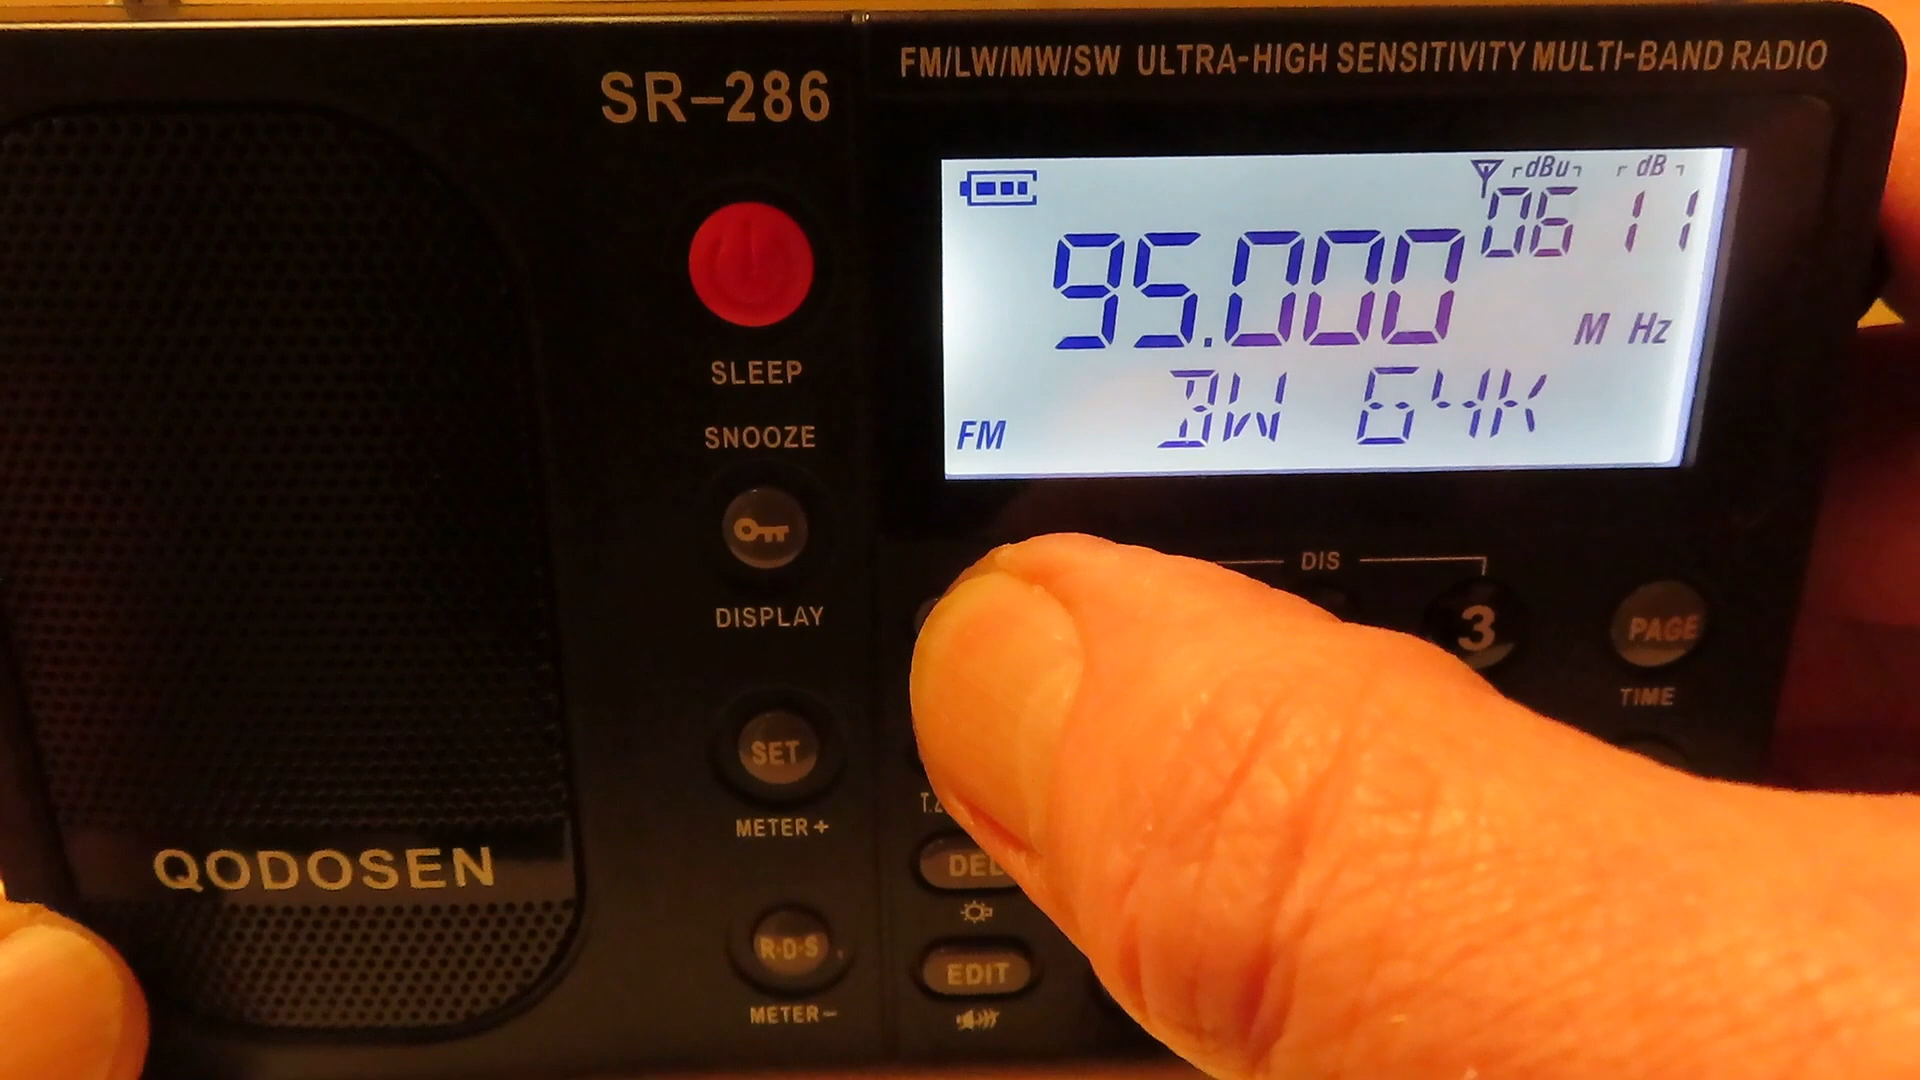 FM/LW/MW/SW ULTRA-HIGH SENSITIVITY MULTI-BAND RADIO
SR-286
dBu dB
06 11
95.000
M Hz
BW 64K
FM
SLEEP
SNOOZE
DISPLAY
SET
METER+
R·D·S
METER-
QODOSEN
DIS
3
PAGE
TIME
DEL
EDIT